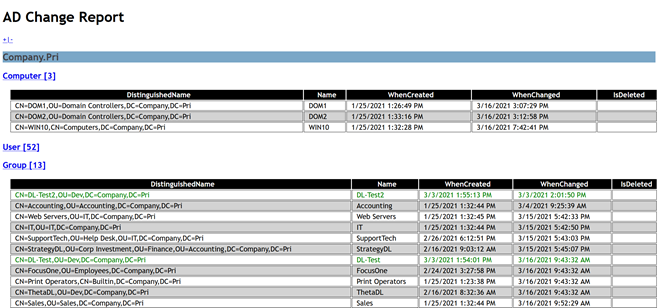 AD Change Report
+|-
Company.Pri
Computer [3]
DistinguishedName Name WhenCreated WhenChanged IsDeleted
CN=DOM1,OU=Domain Controllers,DC=Company,DC=Pri DOM1 1/25/2021 1:26:49 PM 3/16/2021 3:07:29 PM
CN=DOM2,OU=Domain Controllers,DC=Company,DC=Pri DOM2 1/25/2021 1:33:16 PM 3/16/2021 3:12:58 PM
CN=WIN10,CN=Computers,DC=Company,DC=Pri WIN10 1/25/2021 1:32:28 PM 3/16/2021 7:42:41 PM
User [52]
Group [13]
DistinguishedName Name WhenCreated WhenChanged IsDeleted
CN=DL-Test2,OU=Dev,DC=Company,DC=Pri DL-Test2 3/3/2021 1:55:13 PM 3/3/2021 2:01:50 PM
CN=Accounting,OU=Accounting,DC=Company,DC=Pri Accounting 1/25/2021 1:32:44 PM 3/4/2021 9:25:39 AM
CN=Web Servers,OU=IT,DC=Company,DC=Pri Web Servers 1/25/2021 1:32:45 PM 3/15/2021 5:42:33 PM
CN=IT,OU=IT,DC=Company,DC=Pri IT 1/25/2021 1:32:44 PM 3/15/2021 5:42:50 PM
CN=SupportTech,OU=Help Desk,OU=IT,DC=Company,DC=Pri SupportTech 2/26/2021 6:12:51 PM 3/15/2021 5:43:03 PM
CN=StrategyDL,OU=Corp Investment,OU=Finance,OU=Accounting,DC=Company,DC=Pri StrategyDL 2/16/2021 9:03:12 AM 3/15/2021 5:45:07 PM
CN=DL-Test,OU=Dev,DC=Company,DC=Pri DL-Test 3/3/2021 1:54:01 PM 3/16/2021 9:43:32 AM
CN=FocusOne,OU=Employees,DC=Company,DC=Pri FocusOne 2/24/2021 3:27:58 PM 3/16/2021 9:43:32 AM
CN=Print Operators,CN=Builtin,DC=Company,DC=Pri Print Operators 1/25/2021 1:23:38 PM 3/16/2021 9:43:32 AM
CN=ThetaDL,OU=Dev,DC=Company,DC=Pri ThetaDL 2/16/2021 8:32:36 AM 3/16/2021 9:43:32 AM
CN=Sales,OU=Sales,DC=Company,DC=Pri Sales 1/25/2021 1:32:44 PM 3/16/2021 9:52:29 AM